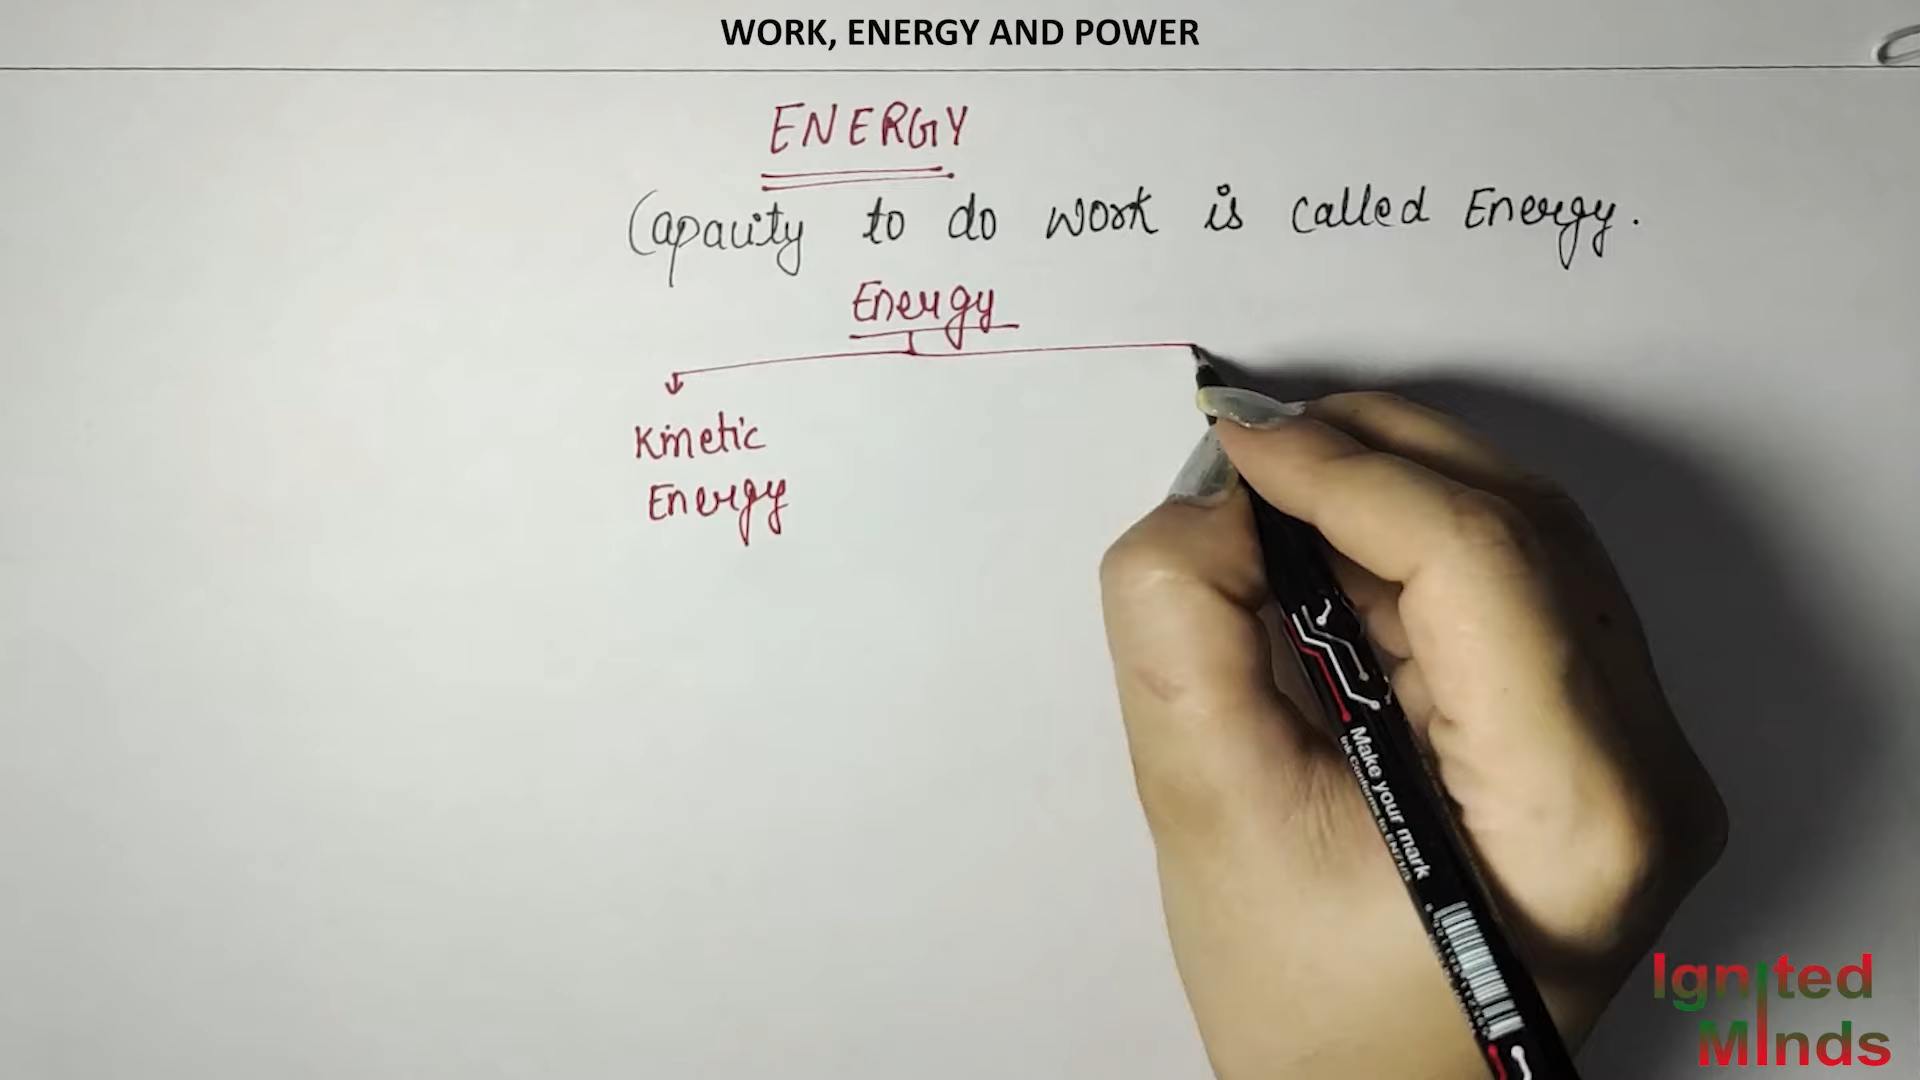 WORK, ENERGY AND POWER
ENERGY
Capacity to do work is called Energy.
Energy
Kinetic
Energy
Make your mark
Ignited
Minds